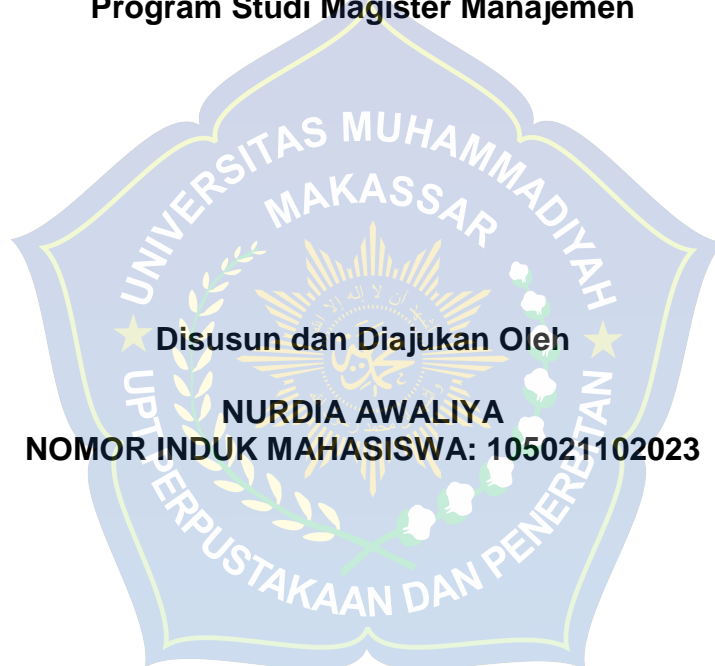 Program Studi Magister Manajemen
UNIVERSITAS MUHAMMADIYAH
MAKASSAR
Disusun dan Diajukan Oleh
NURDIA AWALIYA
NOMOR INDUK MAHASISWA: 105021102023
UPT PERPUSTAKAAN DAN PENERBITAN